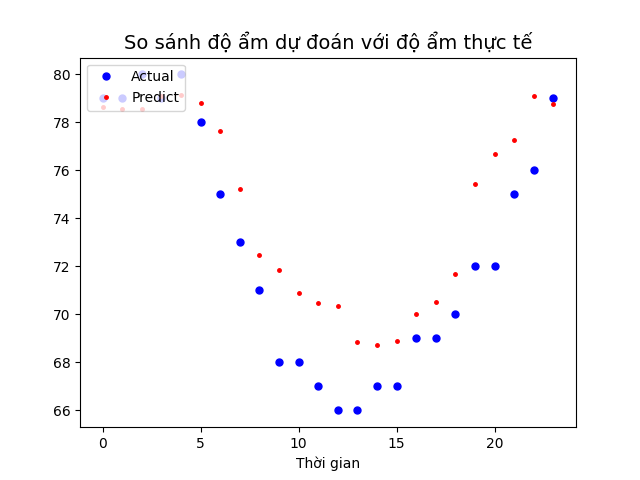 So sánh độ ẩm dự đoán với độ ẩm thực tế
Actual
Predict
80
78
76
74
72
70
68
66
0 5 10 15 20
Thời gian